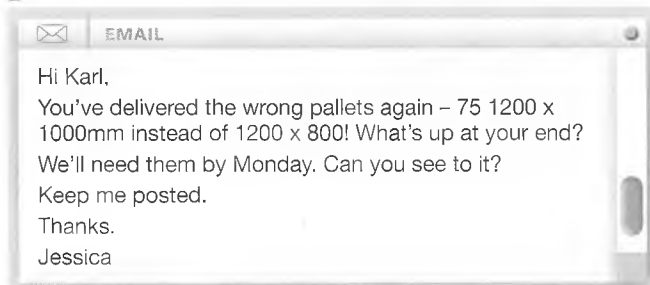 EMAIL
Hi Karl,
You've delivered the wrong pallets again – 75 1200 x
1000mm instead of 1200 x 800! What's up at your end?
We'll need them by Monday. Can you see to it?
Keep me posted.
Thanks.
Jessica